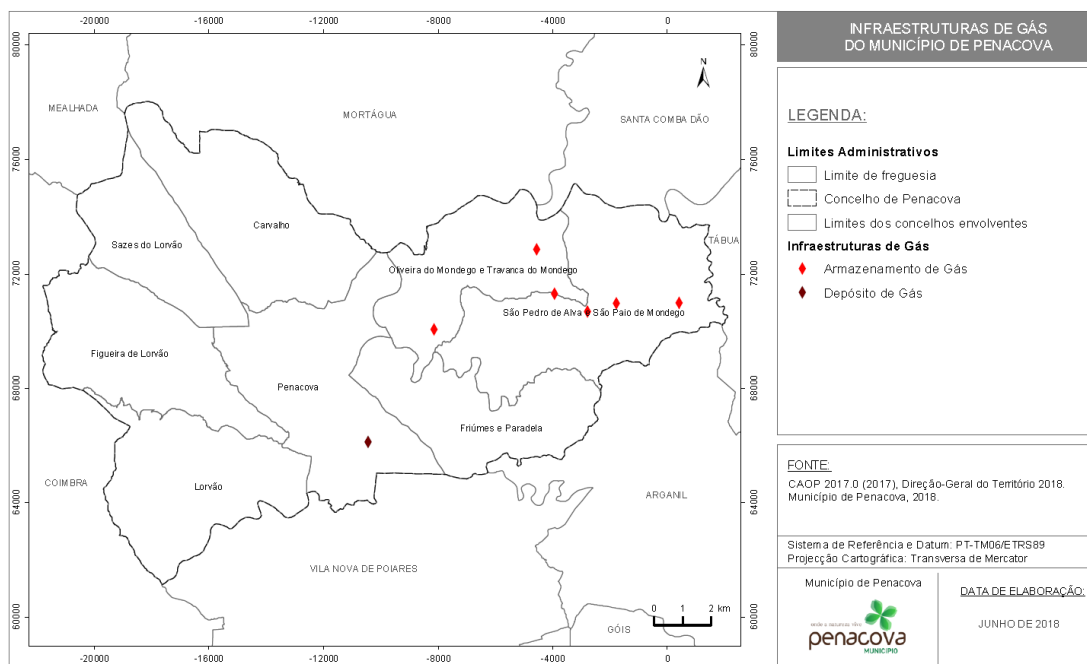 -20000 -16000 -12000 -8000 -4000 0
80000 76000 72000 68000 64000 60000
80000 76000 72000 68000 64000 60000
N
MEALHADA
MORTÁGUA
SANTA COMBA DÃO
TÁBUA
Carvalho
Sazes do Lorvão
Oliveira do Mondego e Travanca do Mondego
São Pedro de Alva e São Paio de Mondego
Figueira de Lorvão
Penacova
Friúmes e Paradela
Lorvão
COIMBRA
ARGANIL
VILA NOVA DE POIARES
GÓIS
0 1 2 km
-20000 -16000 -12000 -8000 -4000 0
INFRAESTRUTURAS DE GÁS
DO MUNICÍPIO DE PENACOVA
LEGENDA:
Limites Administrativos
Limite de freguesia
Concelho de Penacova
Limites dos concelhos envolventes
Infraestruturas de Gás
Armazenamento de Gás
Depósito de Gás
FONTE:
CAOP 2017.0 (2017), Direção-Geral do Território 2018.
Município de Penacova, 2018.
Sistema de Referência e Datum: PT-TM06/ETRS89
Projecção Cartográfica: Transversa de Mercator
Município de Penacova
penacova
MUNICÍPIO
DATA DE ELABORAÇÃO:
JUNHO DE 2018